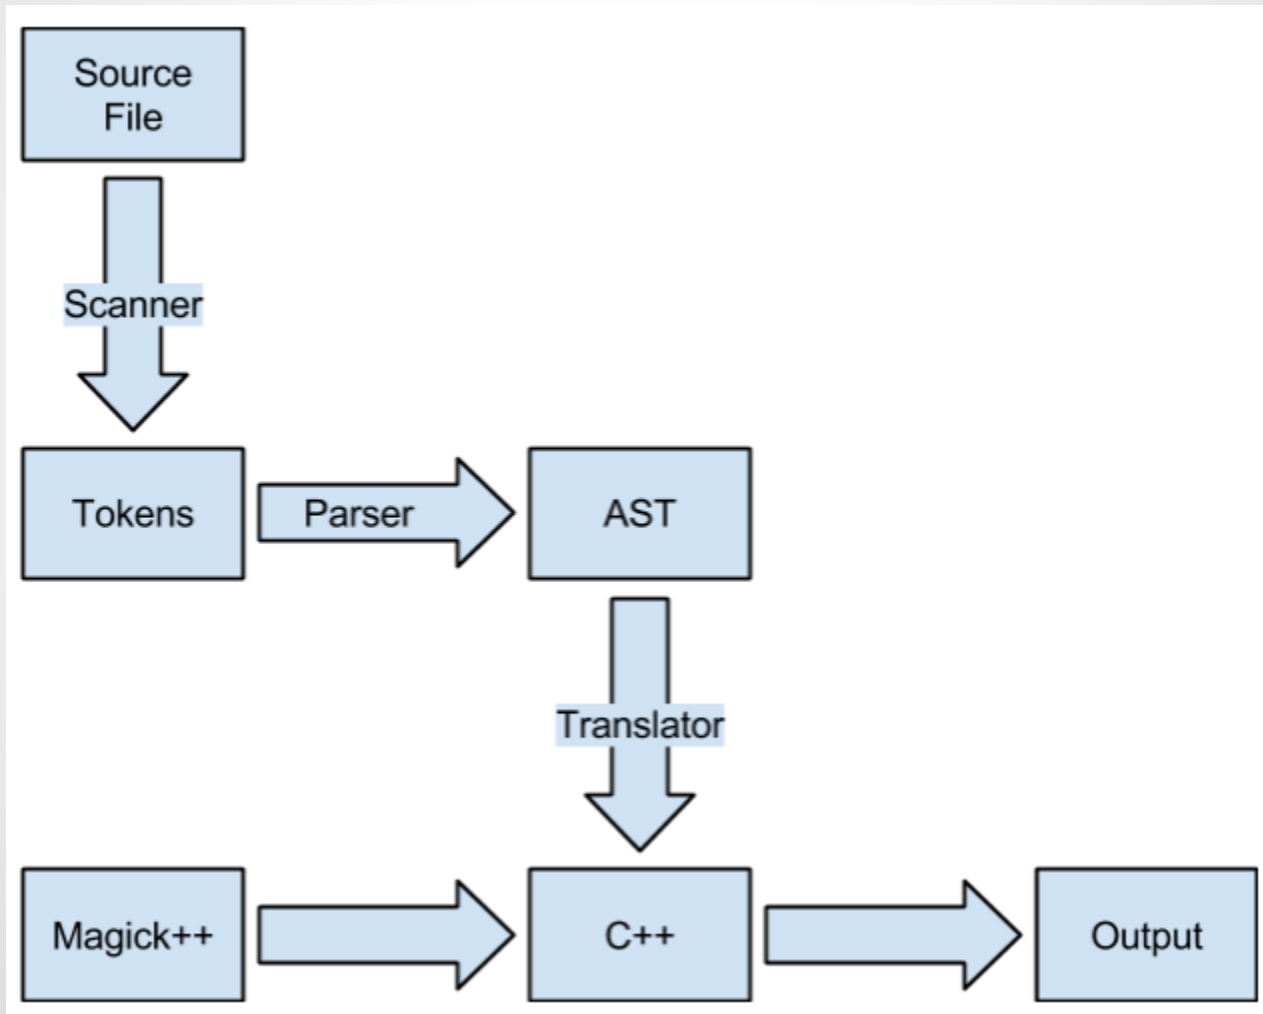 Source
File
Scanner
Tokens
Parser
AST
Translator
Magick++
C++
Output